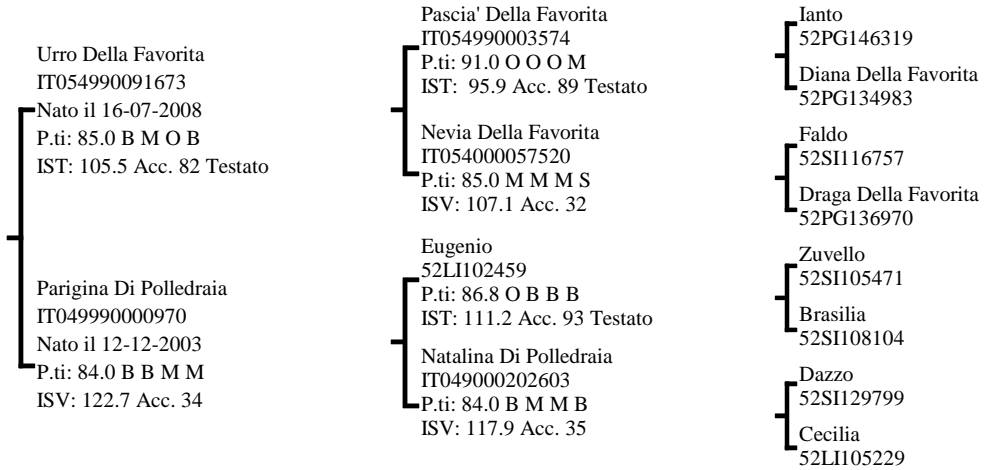 Urro Della Favorita
IT054990091673
Nato il 16-07-2008
P.ti: 85.0 B M O B
IST: 105.5 Acc. 82 Testato
Parigina Di Polledraia
IT049990000970
Nato il 12-12-2003
P.ti: 84.0 B B M M
ISV: 122.7 Acc. 34
Pascia' Della Favorita
IT054990003574
P.ti: 91.0 O O O M
IST: 95.9 Acc. 89 Testato
Nevia Della Favorita
IT054000057520
P.ti: 85.0 M M M S
ISV: 107.1 Acc. 32
Eugenio
52LI102459
P.ti: 86.8 O B B B
IST: 111.2 Acc. 93 Testato
Natalina Di Polledraia
IT049000202603
P.ti: 84.0 B M M B
ISV: 117.9 Acc. 35
Ianto
52PG146319
Diana Della Favorita
52PG134983
Faldo
52SI116757
Draga Della Favorita
52PG136970
Zuvello
52SI105471
Brasilia
52SI108104
Dazzo
52SI129799
Cecilia
52LI105229